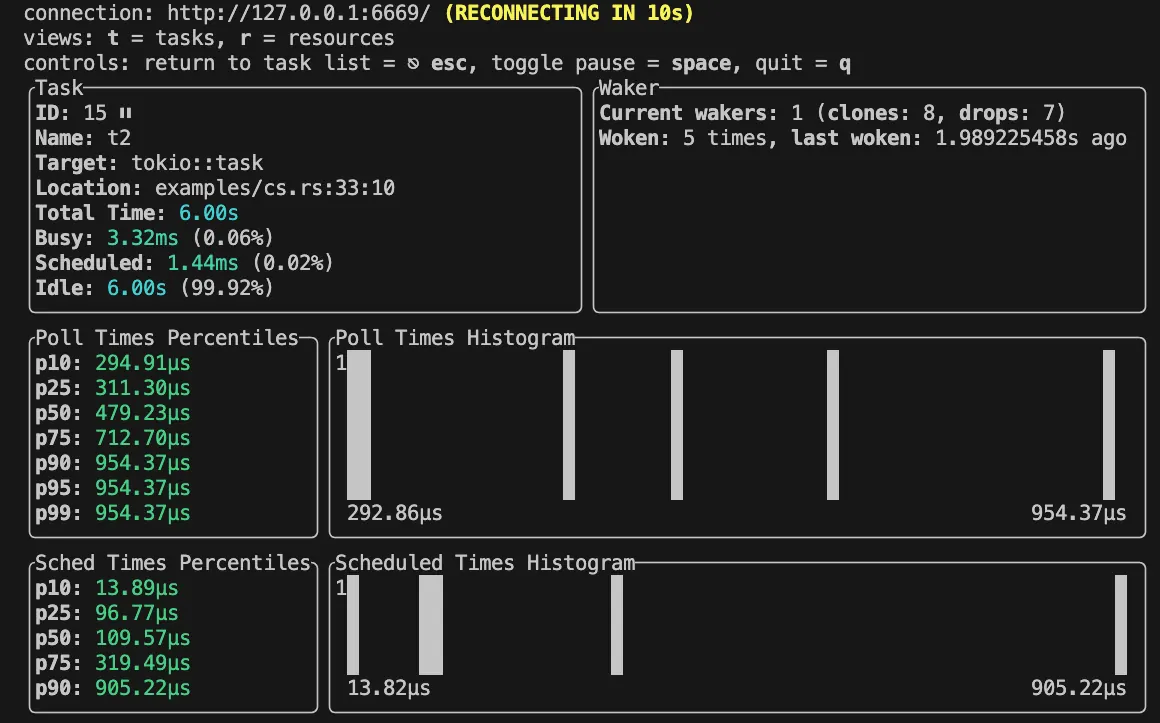 connection: http://127.0.0.1:6669/ (RECONNECTING IN 10s)
views: t = tasks, r = resources
controls: return to task list = ⎋ esc, toggle pause = space, quit = q
Task
ID: 15 ⏸
Name: t2
Target: tokio::task
Location: examples/cs.rs:33:10
Total Time: 6.00s
Busy: 3.32ms (0.06%)
Scheduled: 1.44ms (0.02%)
Idle: 6.00s (99.92%)
Waker
Current wakers: 1 (clones: 8, drops: 7)
Woken: 5 times, last woken: 1.989225458s ago
Poll Times Percentiles
p10: 294.91µs
p25: 311.30µs
p50: 479.23µs
p75: 712.70µs
p90: 954.37µs
p95: 954.37µs
p99: 954.37µs
Poll Times Histogram
1
292.86µs 954.37µs
Sched Times Percentiles
p10: 13.89µs
p25: 96.77µs
p50: 109.57µs
p75: 319.49µs
p90: 905.22µs
Scheduled Times Histogram
1
13.82µs 905.22µs